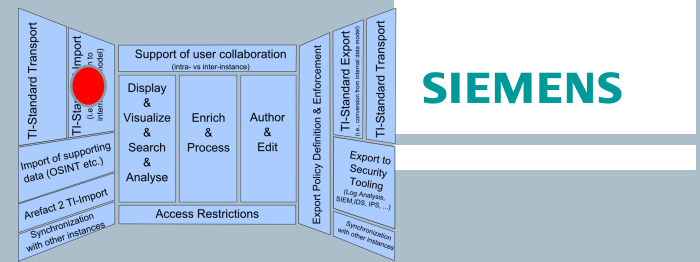 TI-Standard Transport
Import
(i.e.
to
model)
Import of supporting
data (OSINT etc.)
Arefact 2 TI-Import
Synchronization
with other instances
Support of user collaboration
(intra- vs inter-instance)
Display
&
Visualize
&
Search
&
Analyse
Enrich
&
Process
Author
&
Edit
Access Restrictions
Export Policy Definition & Enforcement
TI-Standard Export
(i.e., conversion from internal data model)
TI-Standard Transport
Export to
Security
Tooling
(Log Analysis,
SIEM,IDS, IPS, ...)
Synchronization
with other instances
SIEMENS